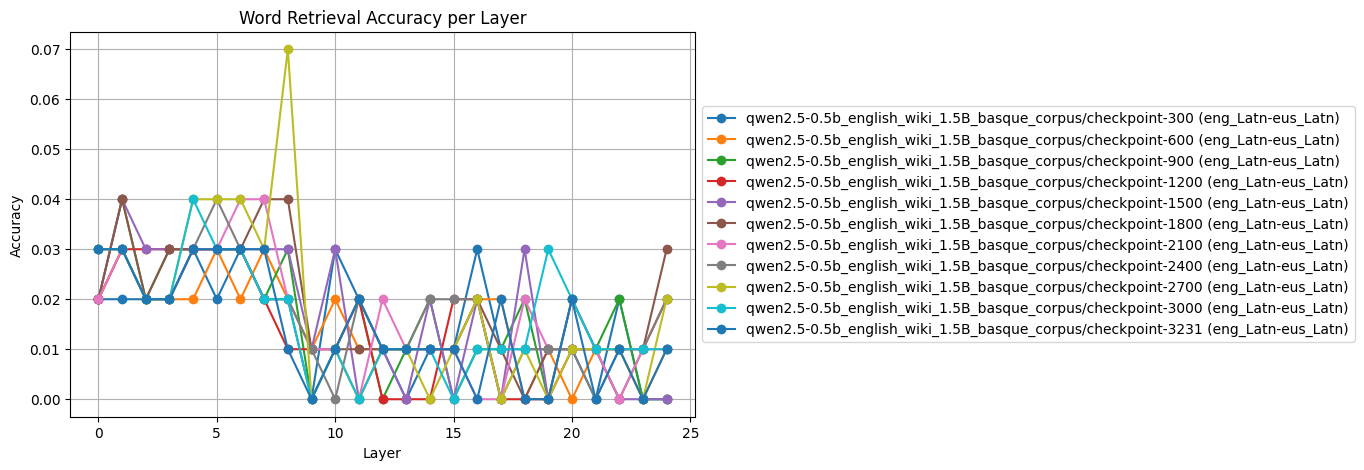 Word Retrieval Accuracy per Layer
Accuracy
0.07
0.06
0.05
0.04
0.03
0.02
0.01
0.00
0 5 10 15 20 25
Layer
qwen2.5-0.5b_english_wiki_1.5B_basque_corpus/checkpoint-300 (eng_Latn-eus_Latn)
qwen2.5-0.5b_english_wiki_1.5B_basque_corpus/checkpoint-600 (eng_Latn-eus_Latn)
qwen2.5-0.5b_english_wiki_1.5B_basque_corpus/checkpoint-900 (eng_Latn-eus_Latn)
qwen2.5-0.5b_english_wiki_1.5B_basque_corpus/checkpoint-1200 (eng_Latn-eus_Latn)
qwen2.5-0.5b_english_wiki_1.5B_basque_corpus/checkpoint-1500 (eng_Latn-eus_Latn)
qwen2.5-0.5b_english_wiki_1.5B_basque_corpus/checkpoint-1800 (eng_Latn-eus_Latn)
qwen2.5-0.5b_english_wiki_1.5B_basque_corpus/checkpoint-2100 (eng_Latn-eus_Latn)
qwen2.5-0.5b_english_wiki_1.5B_basque_corpus/checkpoint-2400 (eng_Latn-eus_Latn)
qwen2.5-0.5b_english_wiki_1.5B_basque_corpus/checkpoint-2700 (eng_Latn-eus_Latn)
qwen2.5-0.5b_english_wiki_1.5B_basque_corpus/checkpoint-3000 (eng_Latn-eus_Latn)
qwen2.5-0.5b_english_wiki_1.5B_basque_corpus/checkpoint-3231 (eng_Latn-eus_Latn)